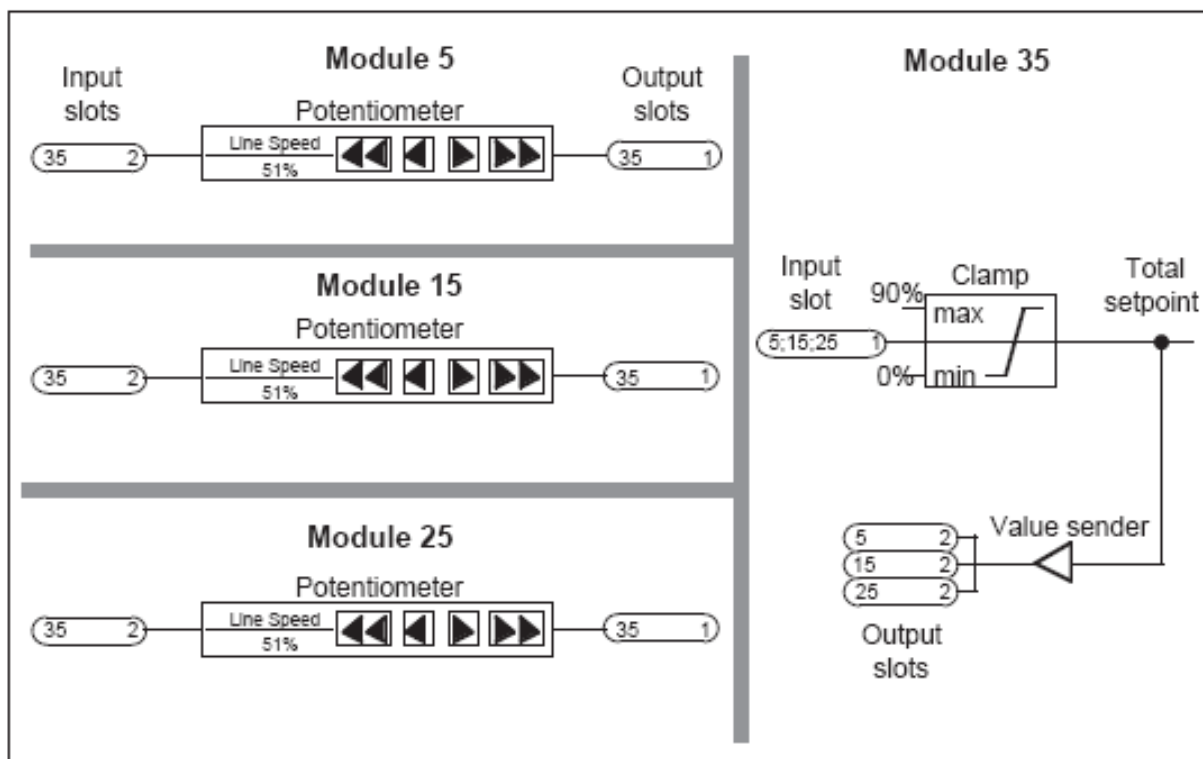 Module 5
Input
slots
Potentiometer
Output
slots
35 2
Line Speed
51%
35 1
Module 15
Potentiometer
35 2
Line Speed
51%
35 1
Module 25
Potentiometer
35 2
Line Speed
51%
35 1
Module 35
Input
slot
Clamp
Total
setpoint
90%
max
5;15;25 1
0%
min
Value sender
5 2
15 2
25 2
Output
slots